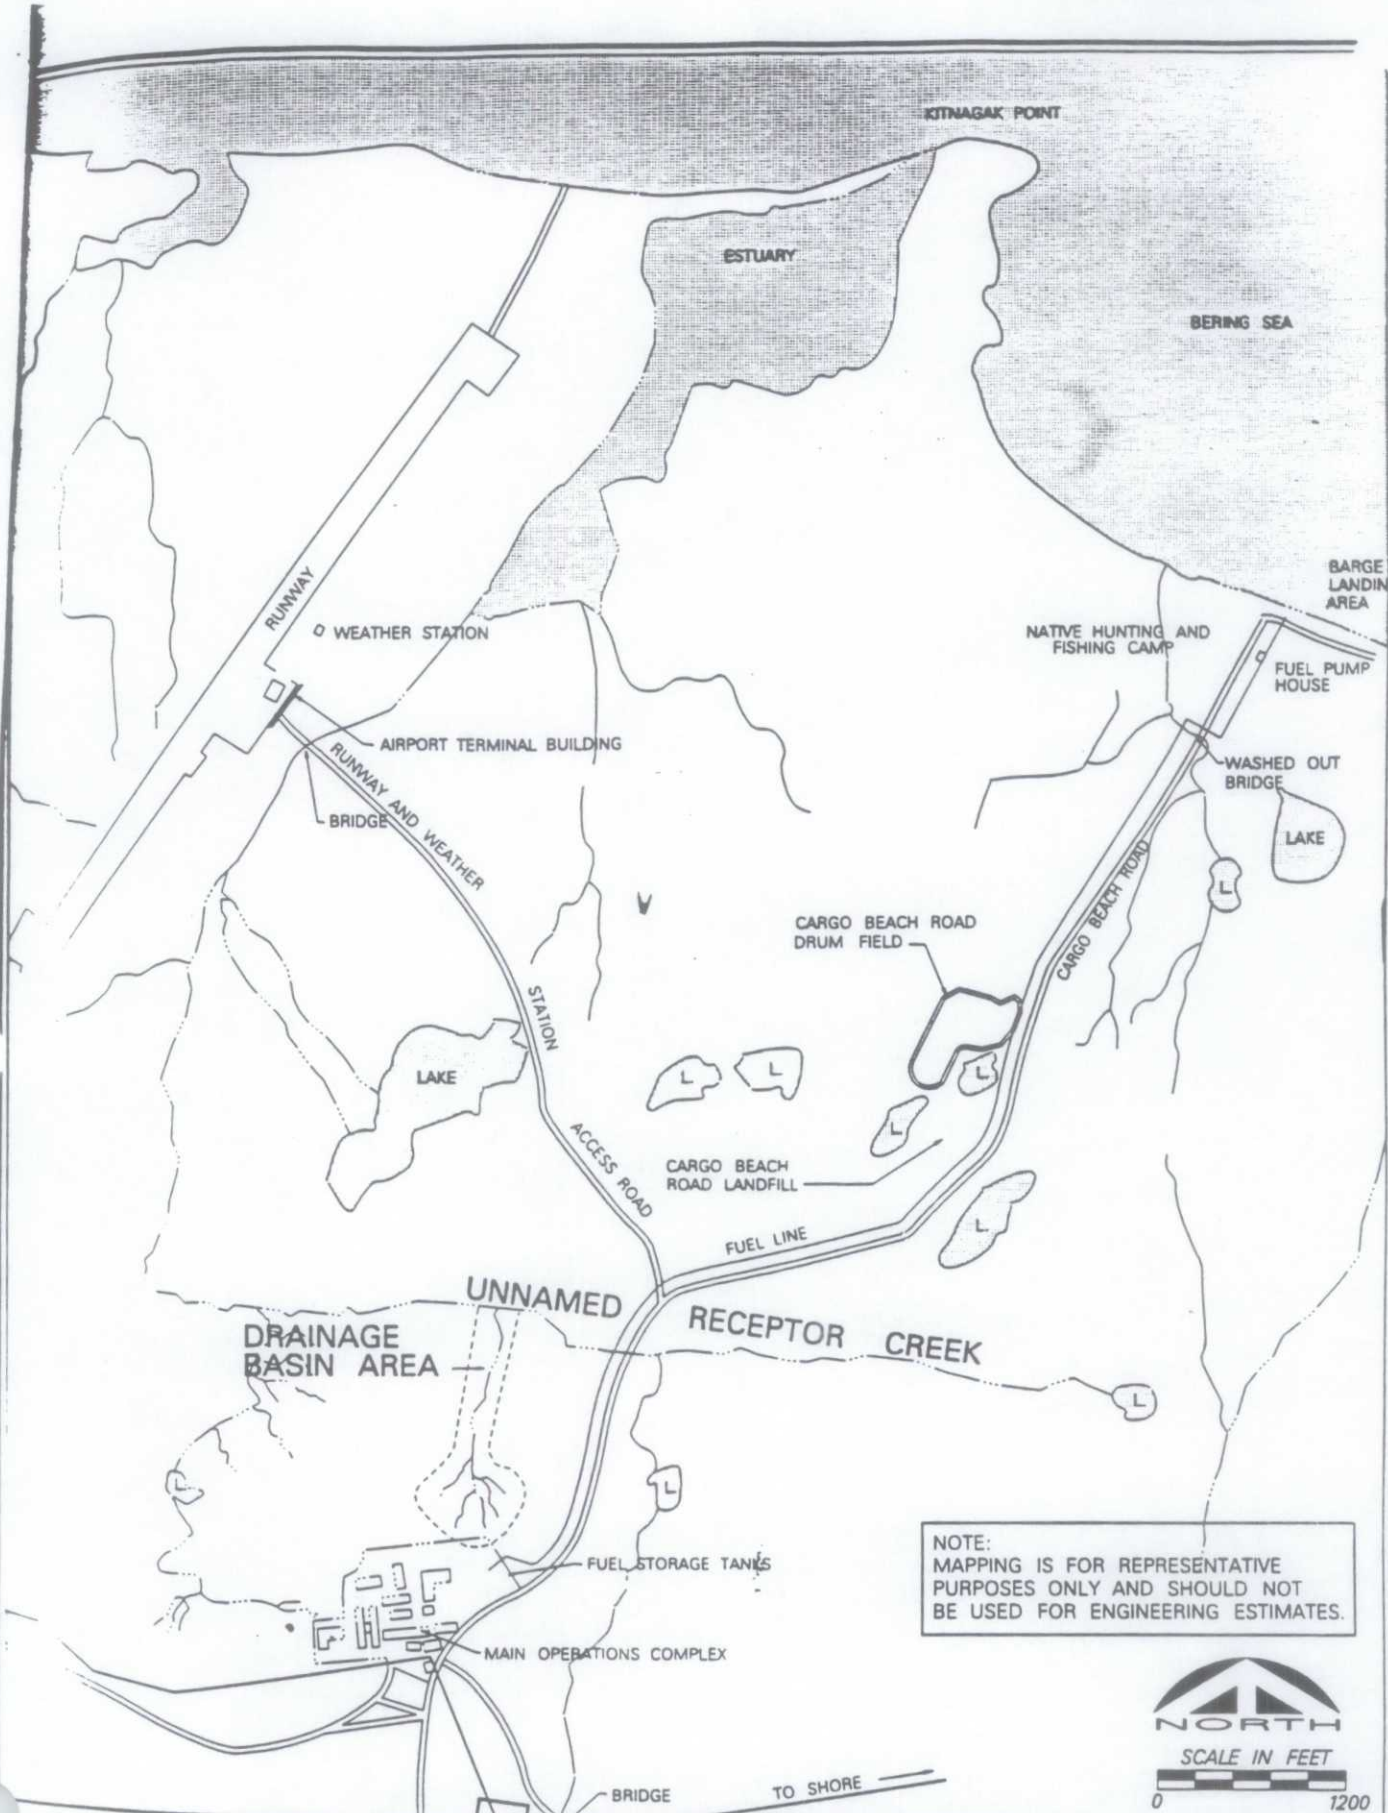 KITNAGAK POINT
ESTUARY
BERING SEA
BARGE
LANDIN
AREA
RUNWAY
WEATHER STATION
NATIVE HUNTING AND
FISHING CAMP
FUEL PUMP
HOUSE
AIRPORT TERMINAL BUILDING
WASHED OUT
BRIDGE
BRIDGE
RUNWAY AND WEATHER
STATION
ACCESS ROAD
LAKE
L
CARGO BEACH ROAD
CARGO BEACH ROAD
DRUM FIELD
LAKE
L
L
L
L
CARGO BEACH
ROAD LANDFILL
L
FUEL LINE
UNNAMED RECEPTOR CREEK
DRAINAGE
BASIN AREA
L
L
L
FUEL STORAGE TANKS
NOTE:
MAPPING IS FOR REPRESENTATIVE
PURPOSES ONLY AND SHOULD NOT
BE USED FOR ENGINEERING ESTIMATES.
MAIN OPERATIONS COMPLEX
NORTH
SCALE IN FEET
0 1200
BRIDGE
TO SHORE